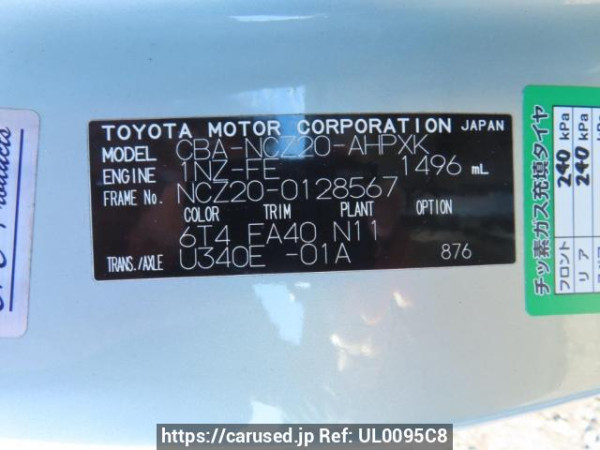 TOYOTA MOTOR CORPORATION JAPAN
MODEL CBA-NCZ20-AHPXK
ENGINE 1NZ-FE 1496 mL
FRAME No. NCZ20-0128567
COLOR TRIM PLANT OPTION
6T4 FA40 N11
TRANS./AXLE U340E -01A 876
Products
チッ素ガス充填タイヤ
フロント 240 kPa
リア 240 kPa
https://carused.jp Ref: UL0095C8